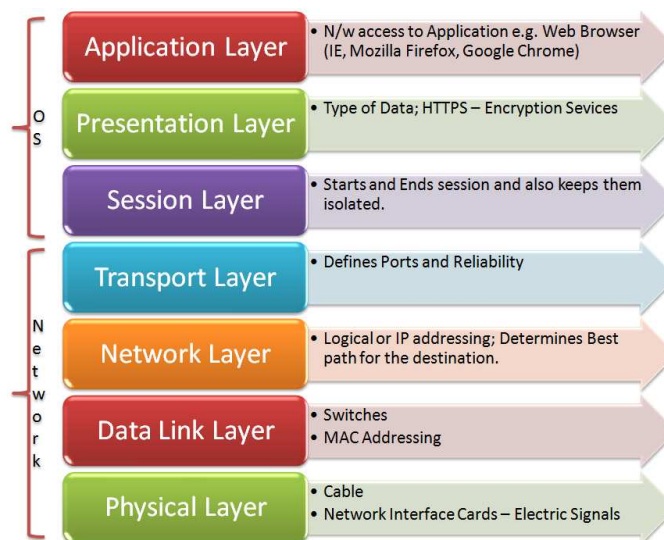 OS
Application Layer
• N/w access to Application e.g. Web Browser
(IE, Mozilla Firefox, Google Chrome)
Presentation Layer
• Type of Data; HTTPS – Encryption Sevices
Session Layer
• Starts and Ends session and also keeps them
isolated.
Network
Transport Layer
• Defines Ports and Reliability
Network Layer
• Logical or IP addressing; Determines Best
path for the destination.
Data Link Layer
• Switches
• MAC Addressing
Physical Layer
• Cable
• Network Interface Cards – Electric Signals